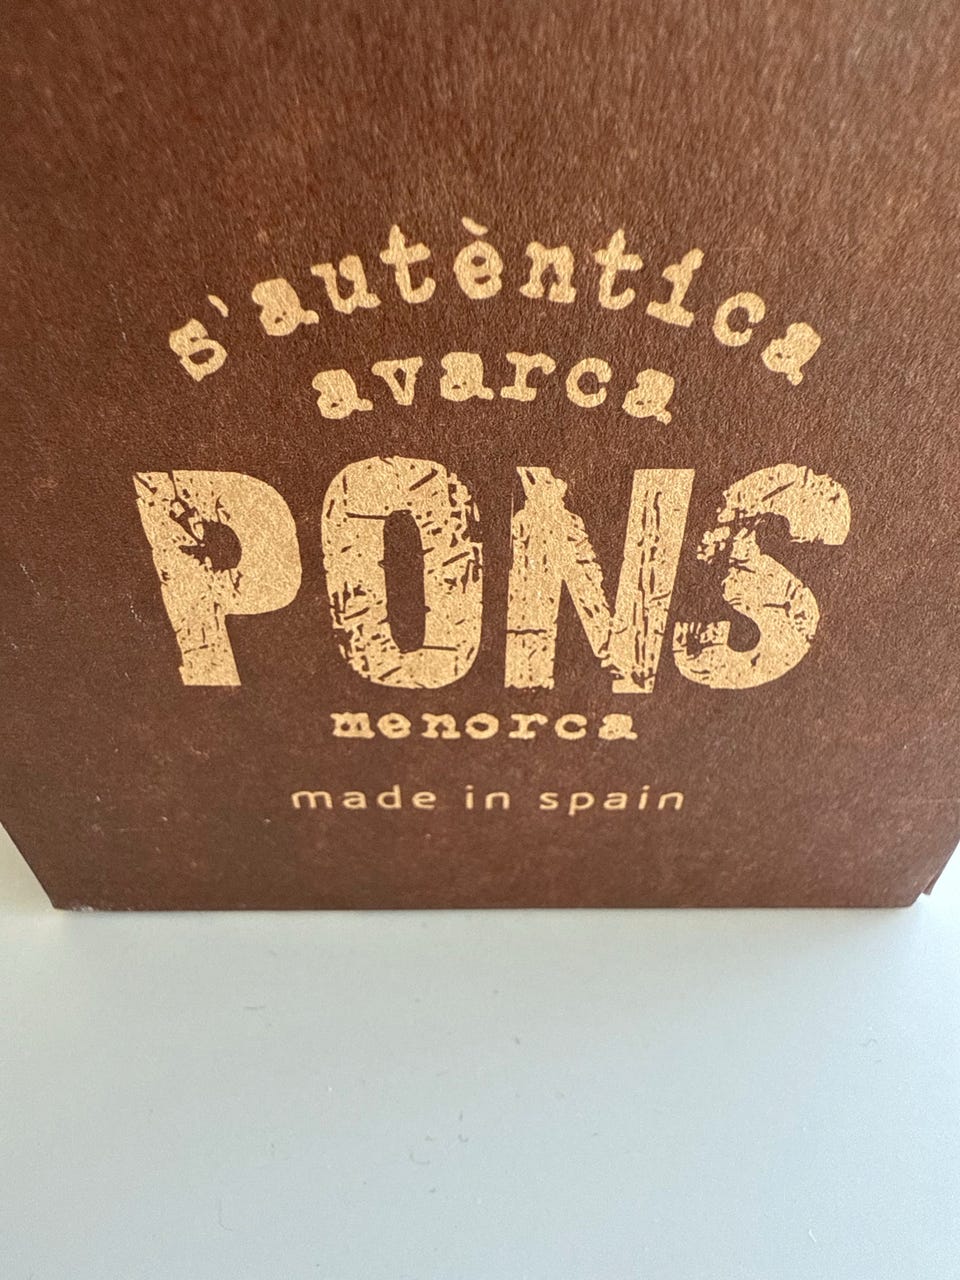 s'autèntica
avarca
PONS
menorca
made in spain